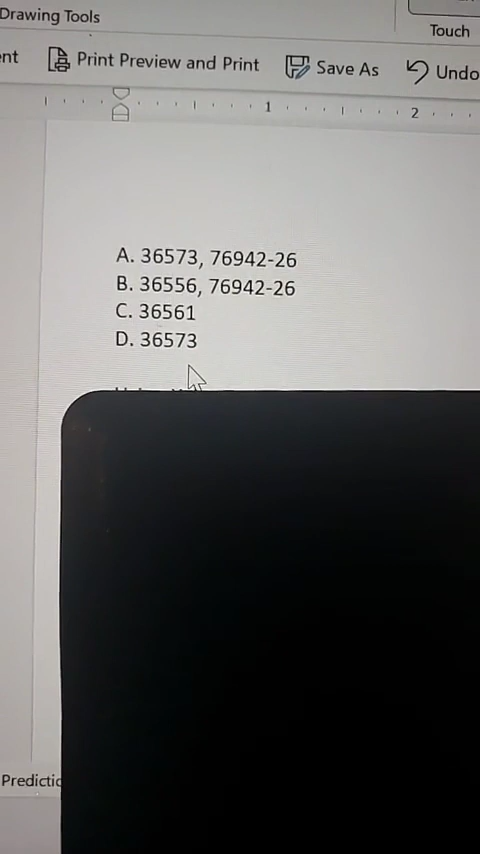 Drawing Tools
Touch
nt Print Preview and Print Save As Undo
1 2
A. 36573, 76942-26
B. 36556, 76942-26
C. 36561
D. 36573
Predictio